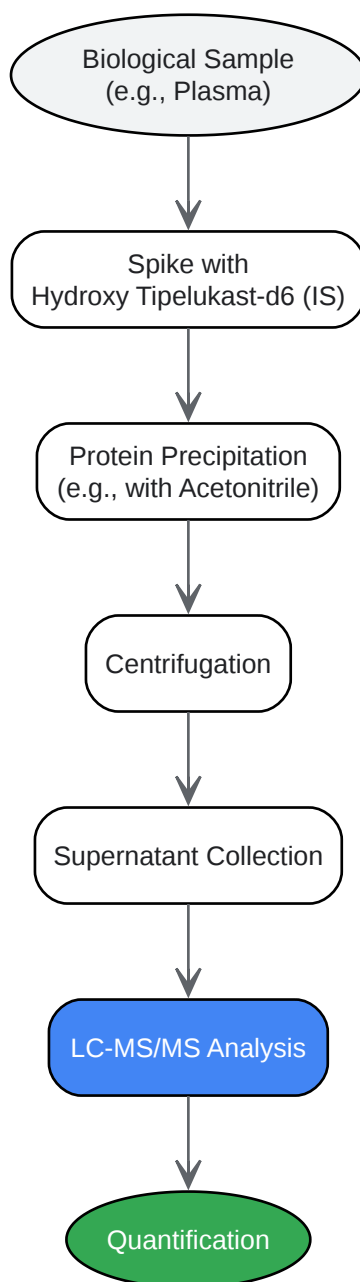 Biological Sample
(e.g., Plasma)
Spike with
Hydroxy Tipelukast-d6 (IS)
Protein Precipitation
(e.g., with Acetonitrile)
Centrifugation
Supernatant Collection
LC-MS/MS Analysis
Quantification